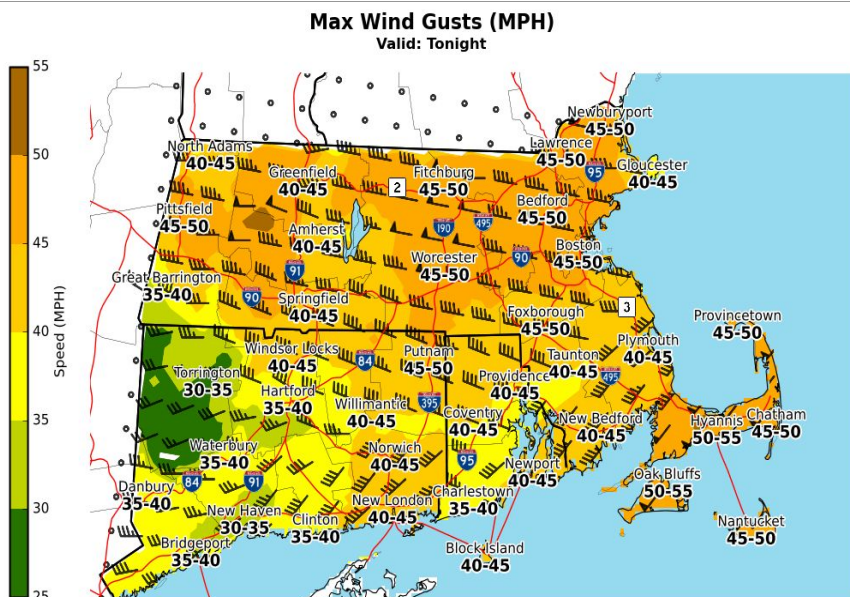 Max Wind Gusts (MPH)
Valid: Tonight
55
50
45
40
35
30
25
Speed (MPH)
Newburyport
45-50
North Adams
40-45
Lawrence
45-50
Greenfield
40-45
Fitchburg
45-50
Gloucester
40-45
95
2
Pittsfield
45-50
Bedford
45-50
190
495
Amherst
40-45
Boston
45-50
Worcester
45-50
90
91
Great Barrington
35-40
90
Springfield
40-45
Foxborough
45-50
3
Provincetown
45-50
Windsor Locks
40-45
84
Putnam
45-50
Taunton
40-45
Plymouth
40-45
Torrington
30-35
Providence
40-45
495
Hartford
35-40
395
Willimantic
40-45
Coventry
40-45
New Bedford
40-45
Hyannis
50-55
Chatham
45-50
Waterbury
35-40
Norwich
40-45
95
Newport
40-45
Oak Bluffs
50-55
Danbury
35-40
84
91
New London
40-45
Charlestown
35-40
New Haven
30-35
Clinton
35-40
Nantucket
45-50
Bridgeport
35-40
Block Island
40-45